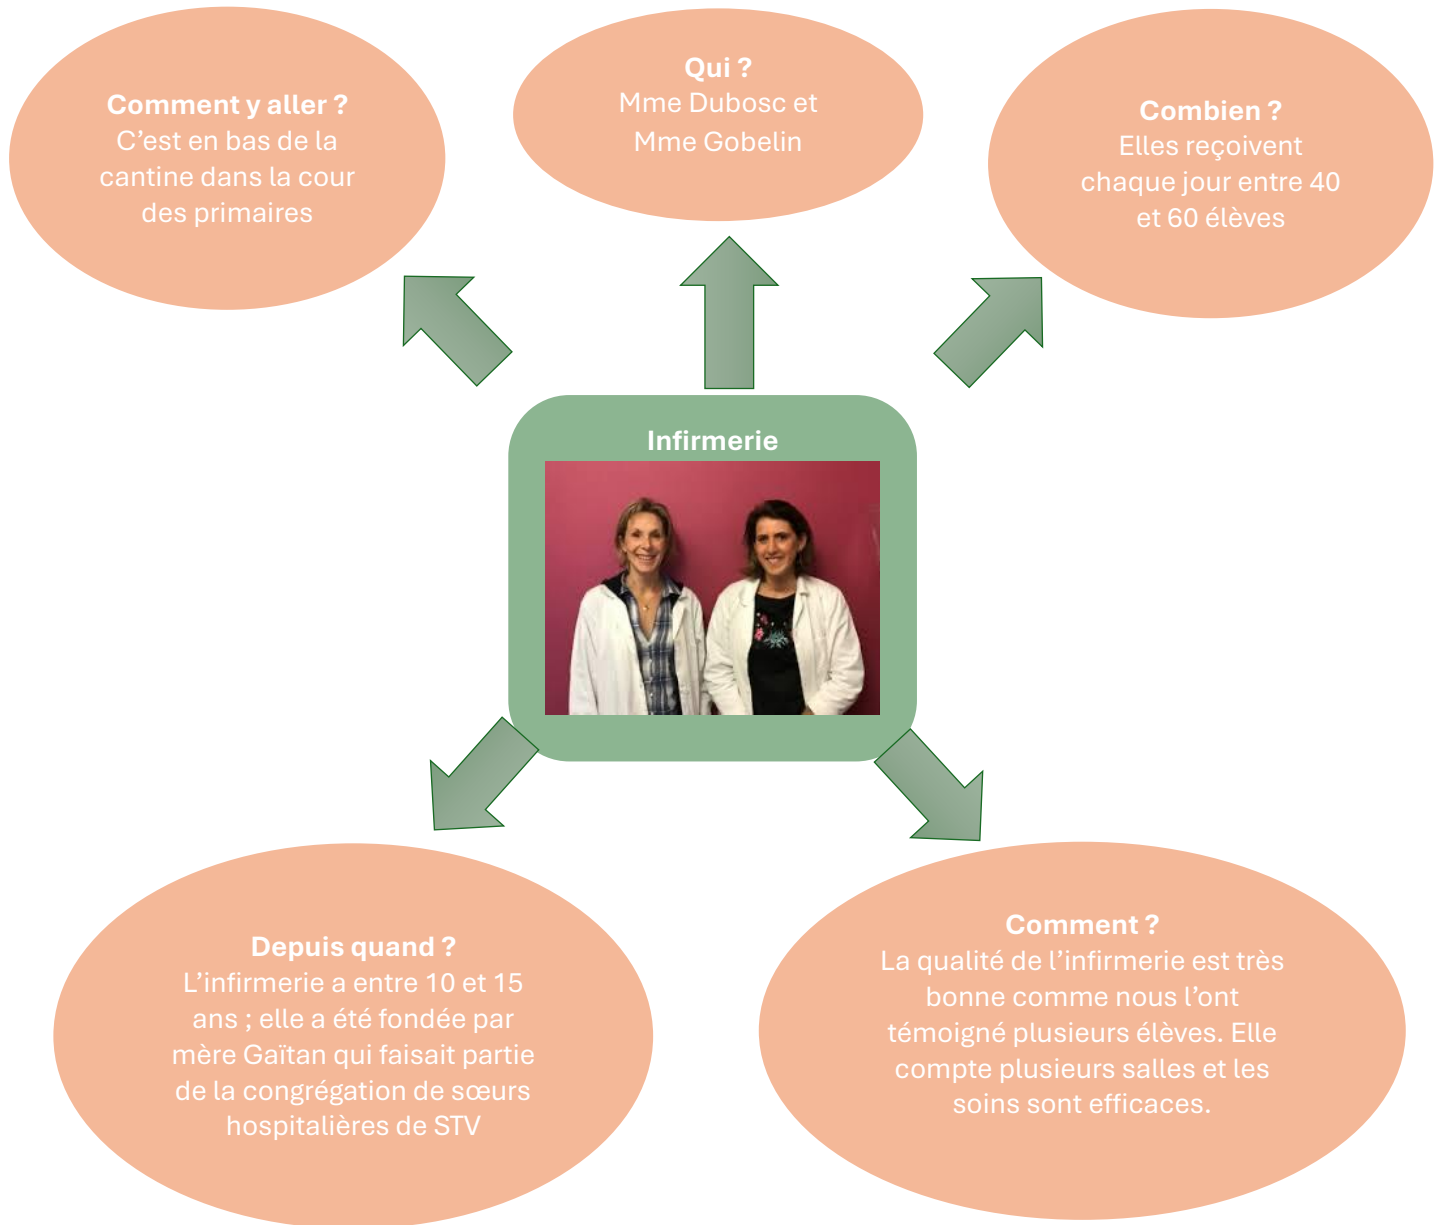 Comment y aller ?
C’est en bas de la
cantine dans la cour
des primaires
Qui ?
Mme Dubosc et
Mme Gobelin
Combien ?
Elles reçoivent
chaque jour entre 40
et 60 élèves
Infirmerie
Depuis quand ?
L’infirmerie a entre 10 et 15
ans ; elle a été fondée par
mère Gaïtan qui faisait partie
de la congrégation de sœurs
hospitalières de STV
Comment ?
La qualité de l’infirmerie est très
bonne comme nous l’ont
témoigné plusieurs élèves. Elle
compte plusieurs salles et les
soins sont efficaces.